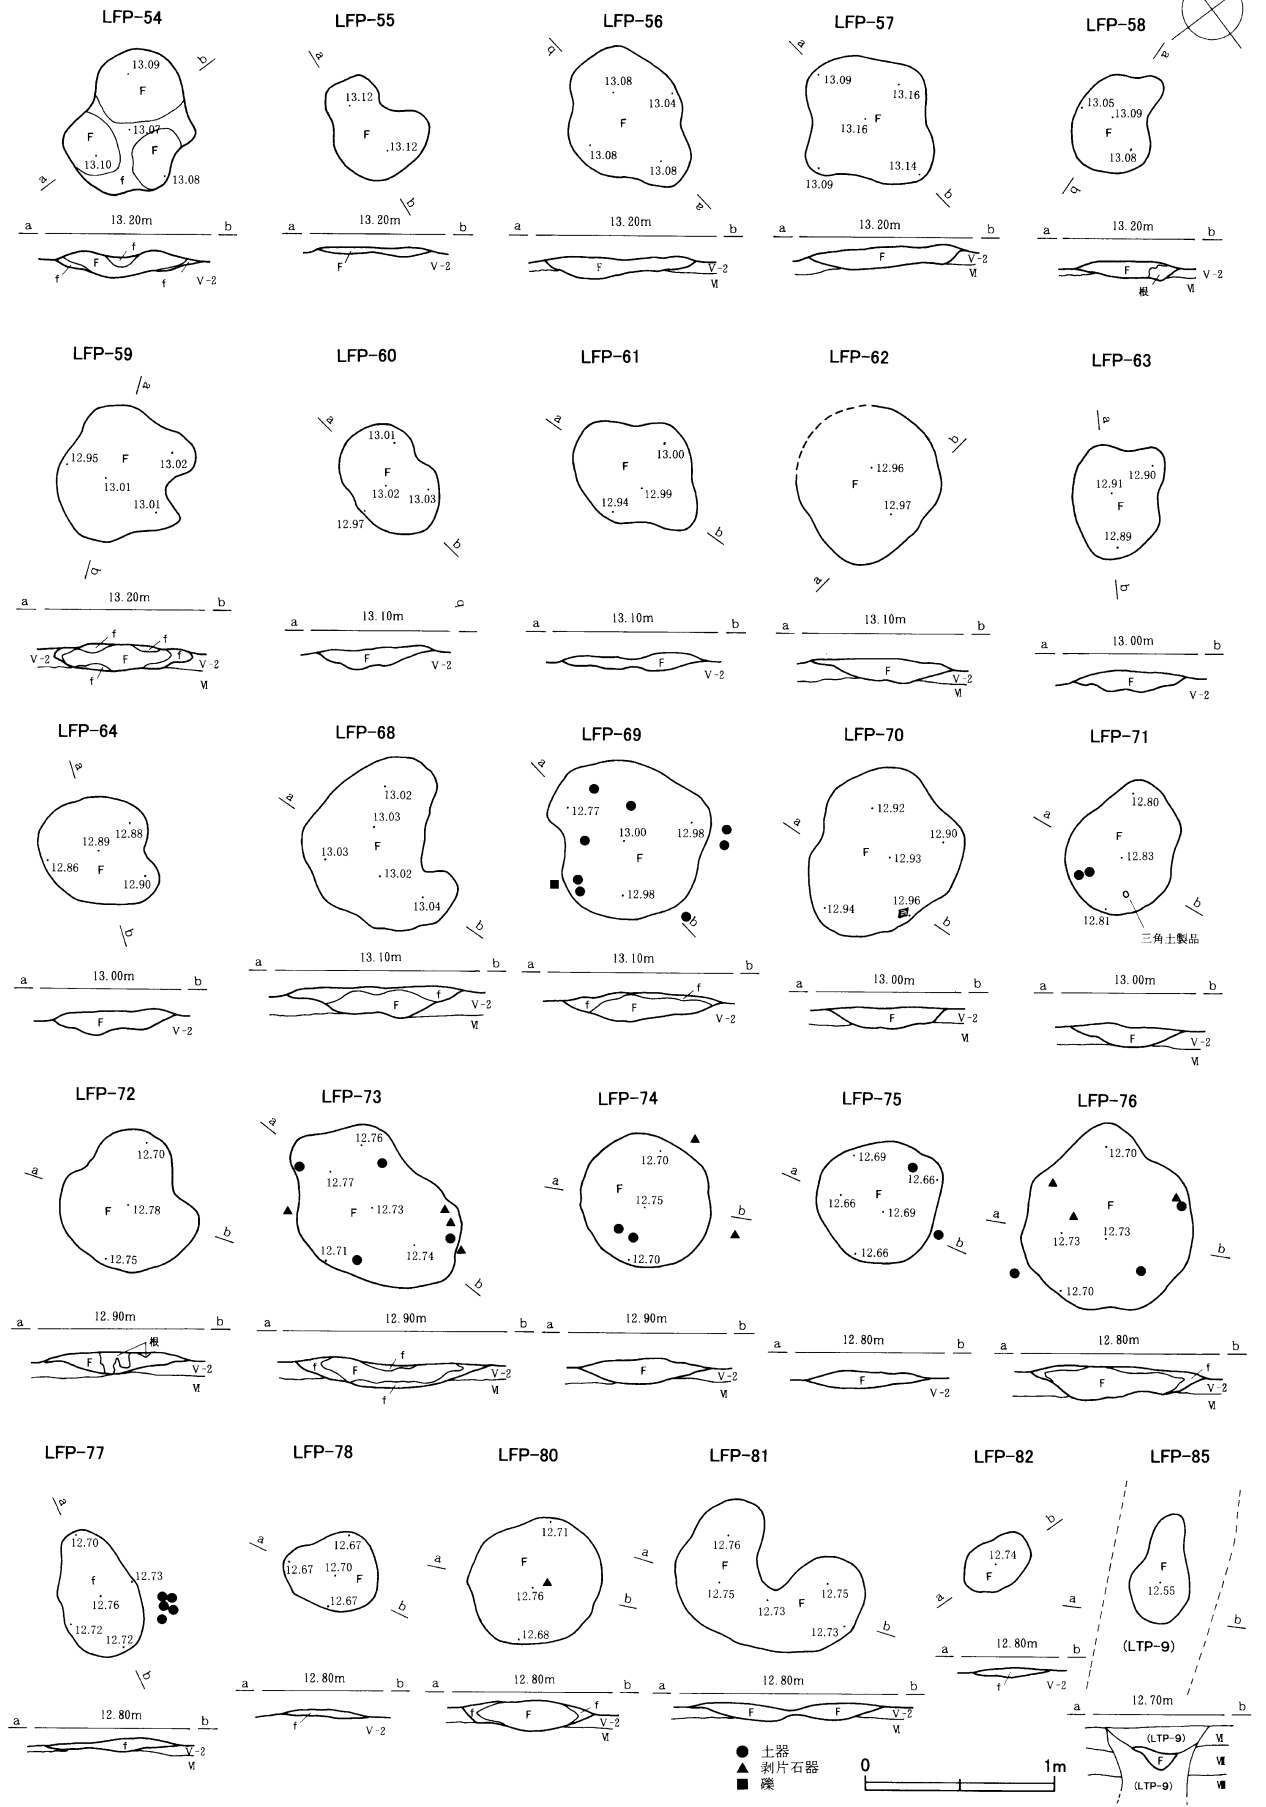 LFP-54
13.09
F
13.07
F
F
13.10
f
13.08
a
b
a 13.20m b
f
F
f
f
V-2
LFP-55
a
13.12
F
13.12
b
a 13.20m b
F
V-2
LFP-56
b
13.08
13.04
F
13.08
13.08
a
a 13.20m b
F
V-2
Ⅵ
LFP-57
a
13.09
13.16
F
13.16
13.14
13.09
b
a 13.20m b
F
V-2
Ⅵ
LFP-58
a
13.05
13.09
F
13.08
b
a 13.20m b
F
V-2
根
Ⅵ
LFP-59
a
12.95
F
13.02
13.01
13.01
b
a 13.20m b
f
f
V-2
F
f
V-2
f
Ⅵ
LFP-60
a
13.01
F
13.02
13.03
12.97
b
a 13.10m b
F
V-2
LFP-61
a
13.00
F
12.99
12.94
b
a 13.10m b
F
V-2
LFP-62
b
12.96
F
12.97
a
a 13.10m b
F
V-2
Ⅵ
LFP-63
a
12.90
12.91
F
12.89
b
a 13.00m b
F
V-2
LFP-64
a
12.88
12.89
12.86
F
12.90
b
a 13.00m b
F
V-2
LFP-68
a
13.02
13.03
F
13.03
13.02
13.04
b
a 13.10m b
F
f
V-2
Ⅵ
LFP-69
a
12.77
13.00
12.98
F
12.98
b
a 13.10m b
f
f
F
V-2
LFP-70
a
12.92
12.90
F
12.93
12.96
12.94
b
a 13.00m b
F
V-2
Ⅵ
LFP-71
a
12.80
F
12.83
12.81
b
三角土製品
a 13.00m b
F
V-2
Ⅵ
LFP-72
a
12.70
F
12.78
12.75
b
a 12.90m b
根
F
V-2
Ⅵ
LFP-73
a
12.76
12.77
F
12.73
12.71
12.74
b
a 12.90m b
f
f
F
V-2
f
Ⅵ
LFP-74
a
12.70
F
12.75
12.70
b
a 12.90m b
F
V-2
Ⅵ
LFP-75
a
12.69
12.66
F
12.66
12.69
12.66
b
a 12.80m b
F
V-2
LFP-76
a
12.70
F
12.73
12.73
12.70
b
a 12.80m b
f
F
V-2
Ⅵ
LFP-77
a
12.70
12.73
f
12.76
12.72
12.72
b
a 12.80m b
f
V-2
Ⅵ
LFP-78
a
12.67
12.67
12.70
F
12.67
b
a 12.80m b
f
V-2
LFP-80
a
12.71
F
12.76
12.68
b
a 12.80m b
f
F
f
V-2
Ⅵ
LFP-81
a
12.76
F
12.75
12.75
12.73
F
12.73
b
a 12.80m b
F
F
V-2
Ⅵ
LFP-82
b
12.74
F
a
a 12.80m b
f
V-2
LFP-85
F
12.55
a
b
(LTP-9)
a 12.70m b
(LTP-9)
Ⅵ
F
Ⅶ
(LTP-9)
Ⅷ
土器
剥片石器
礫
0 1m